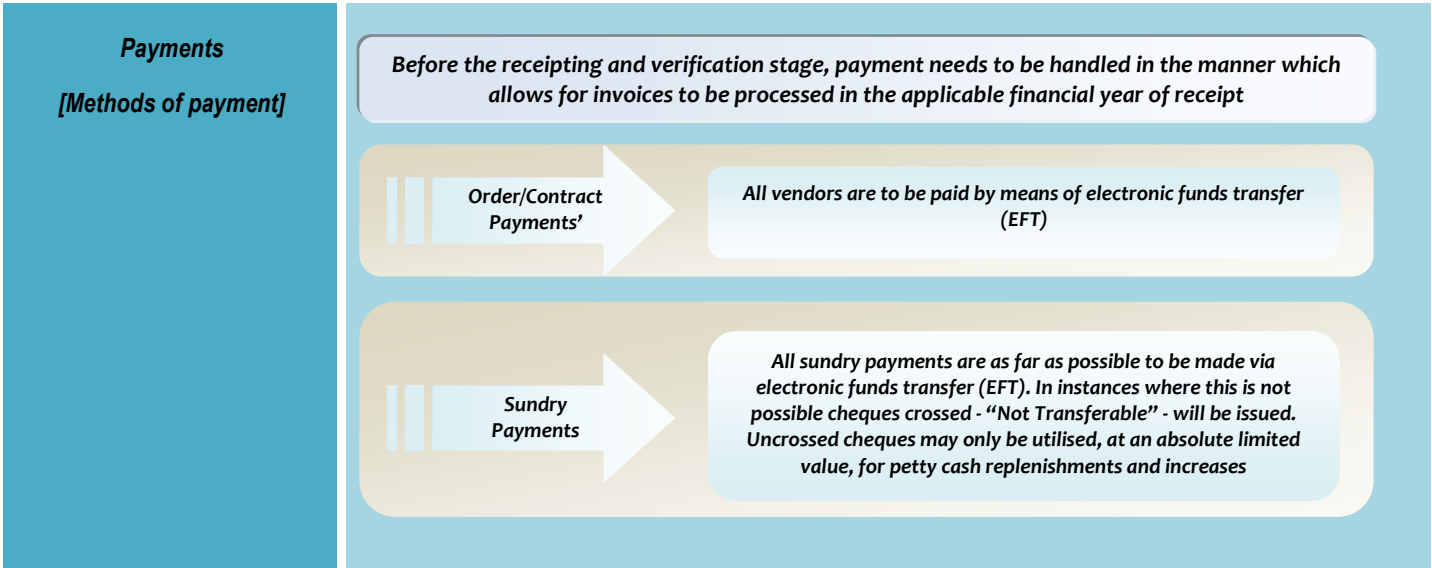 Payments
[Methods of payment]
Before the receipting and verification stage, payment needs to be handled in the manner which
allows for invoices to be processed in the applicable financial year of receipt
Order/Contract
Payments’
All vendors are to be paid by means of electronic funds transfer
(EFT)
Sundry
Payments
All sundry payments are as far as possible to be made via
electronic funds transfer (EFT). In instances where this is not
possible cheques crossed - “Not Transferable” - will be issued.
Uncrossed cheques may only be utilised, at an absolute limited
value, for petty cash replenishments and increases